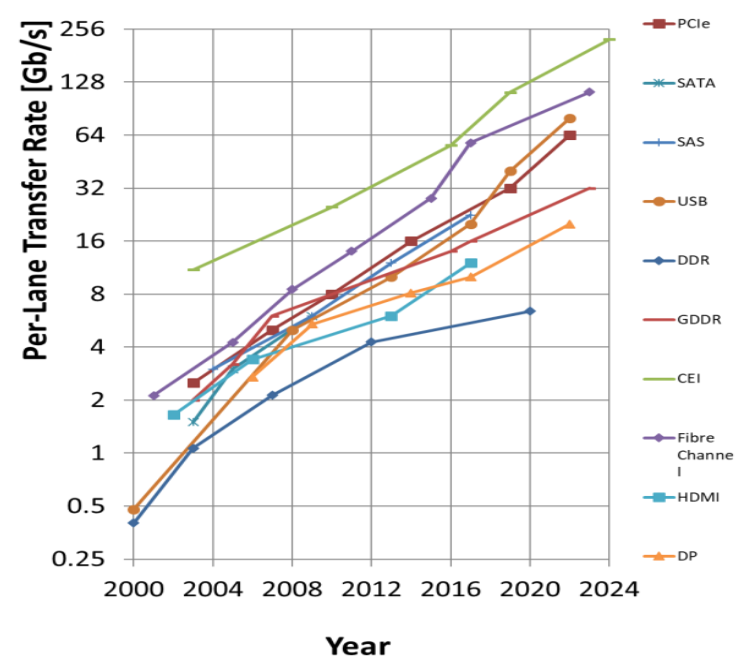 Per-Lane Transfer Rate [Gb/s]
256
128
64
32
16
8
4
2
1
0.5
0.25
2000 2004 2008 2012 2016 2020 2024
Year
PCIe
SATA
SAS
USB
DDR
GDDR
CEI
Fibre
Channe
l
HDMI
DP